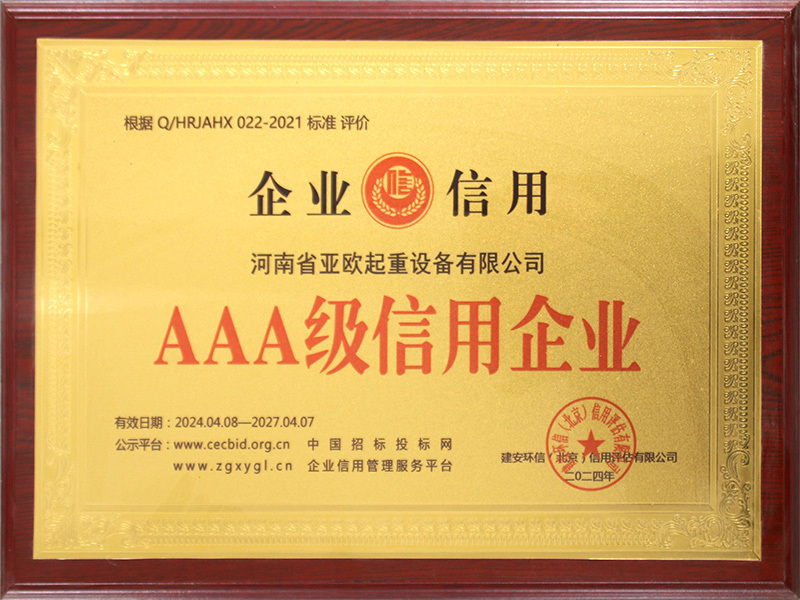 根据 Q/HRJAHX 022-2021 标准 评价
企业 信 信用
河南省亚欧起重设备有限公司
AAA级信用企业
有效日期：2024.04.08—2027.04.07
公示平台：www.cecbid.org.cn 中国招标投标网
www.zgxygl.cn 企业信用管理服务平台
建安环信（北京）信用评估有限公司
二〇二四年